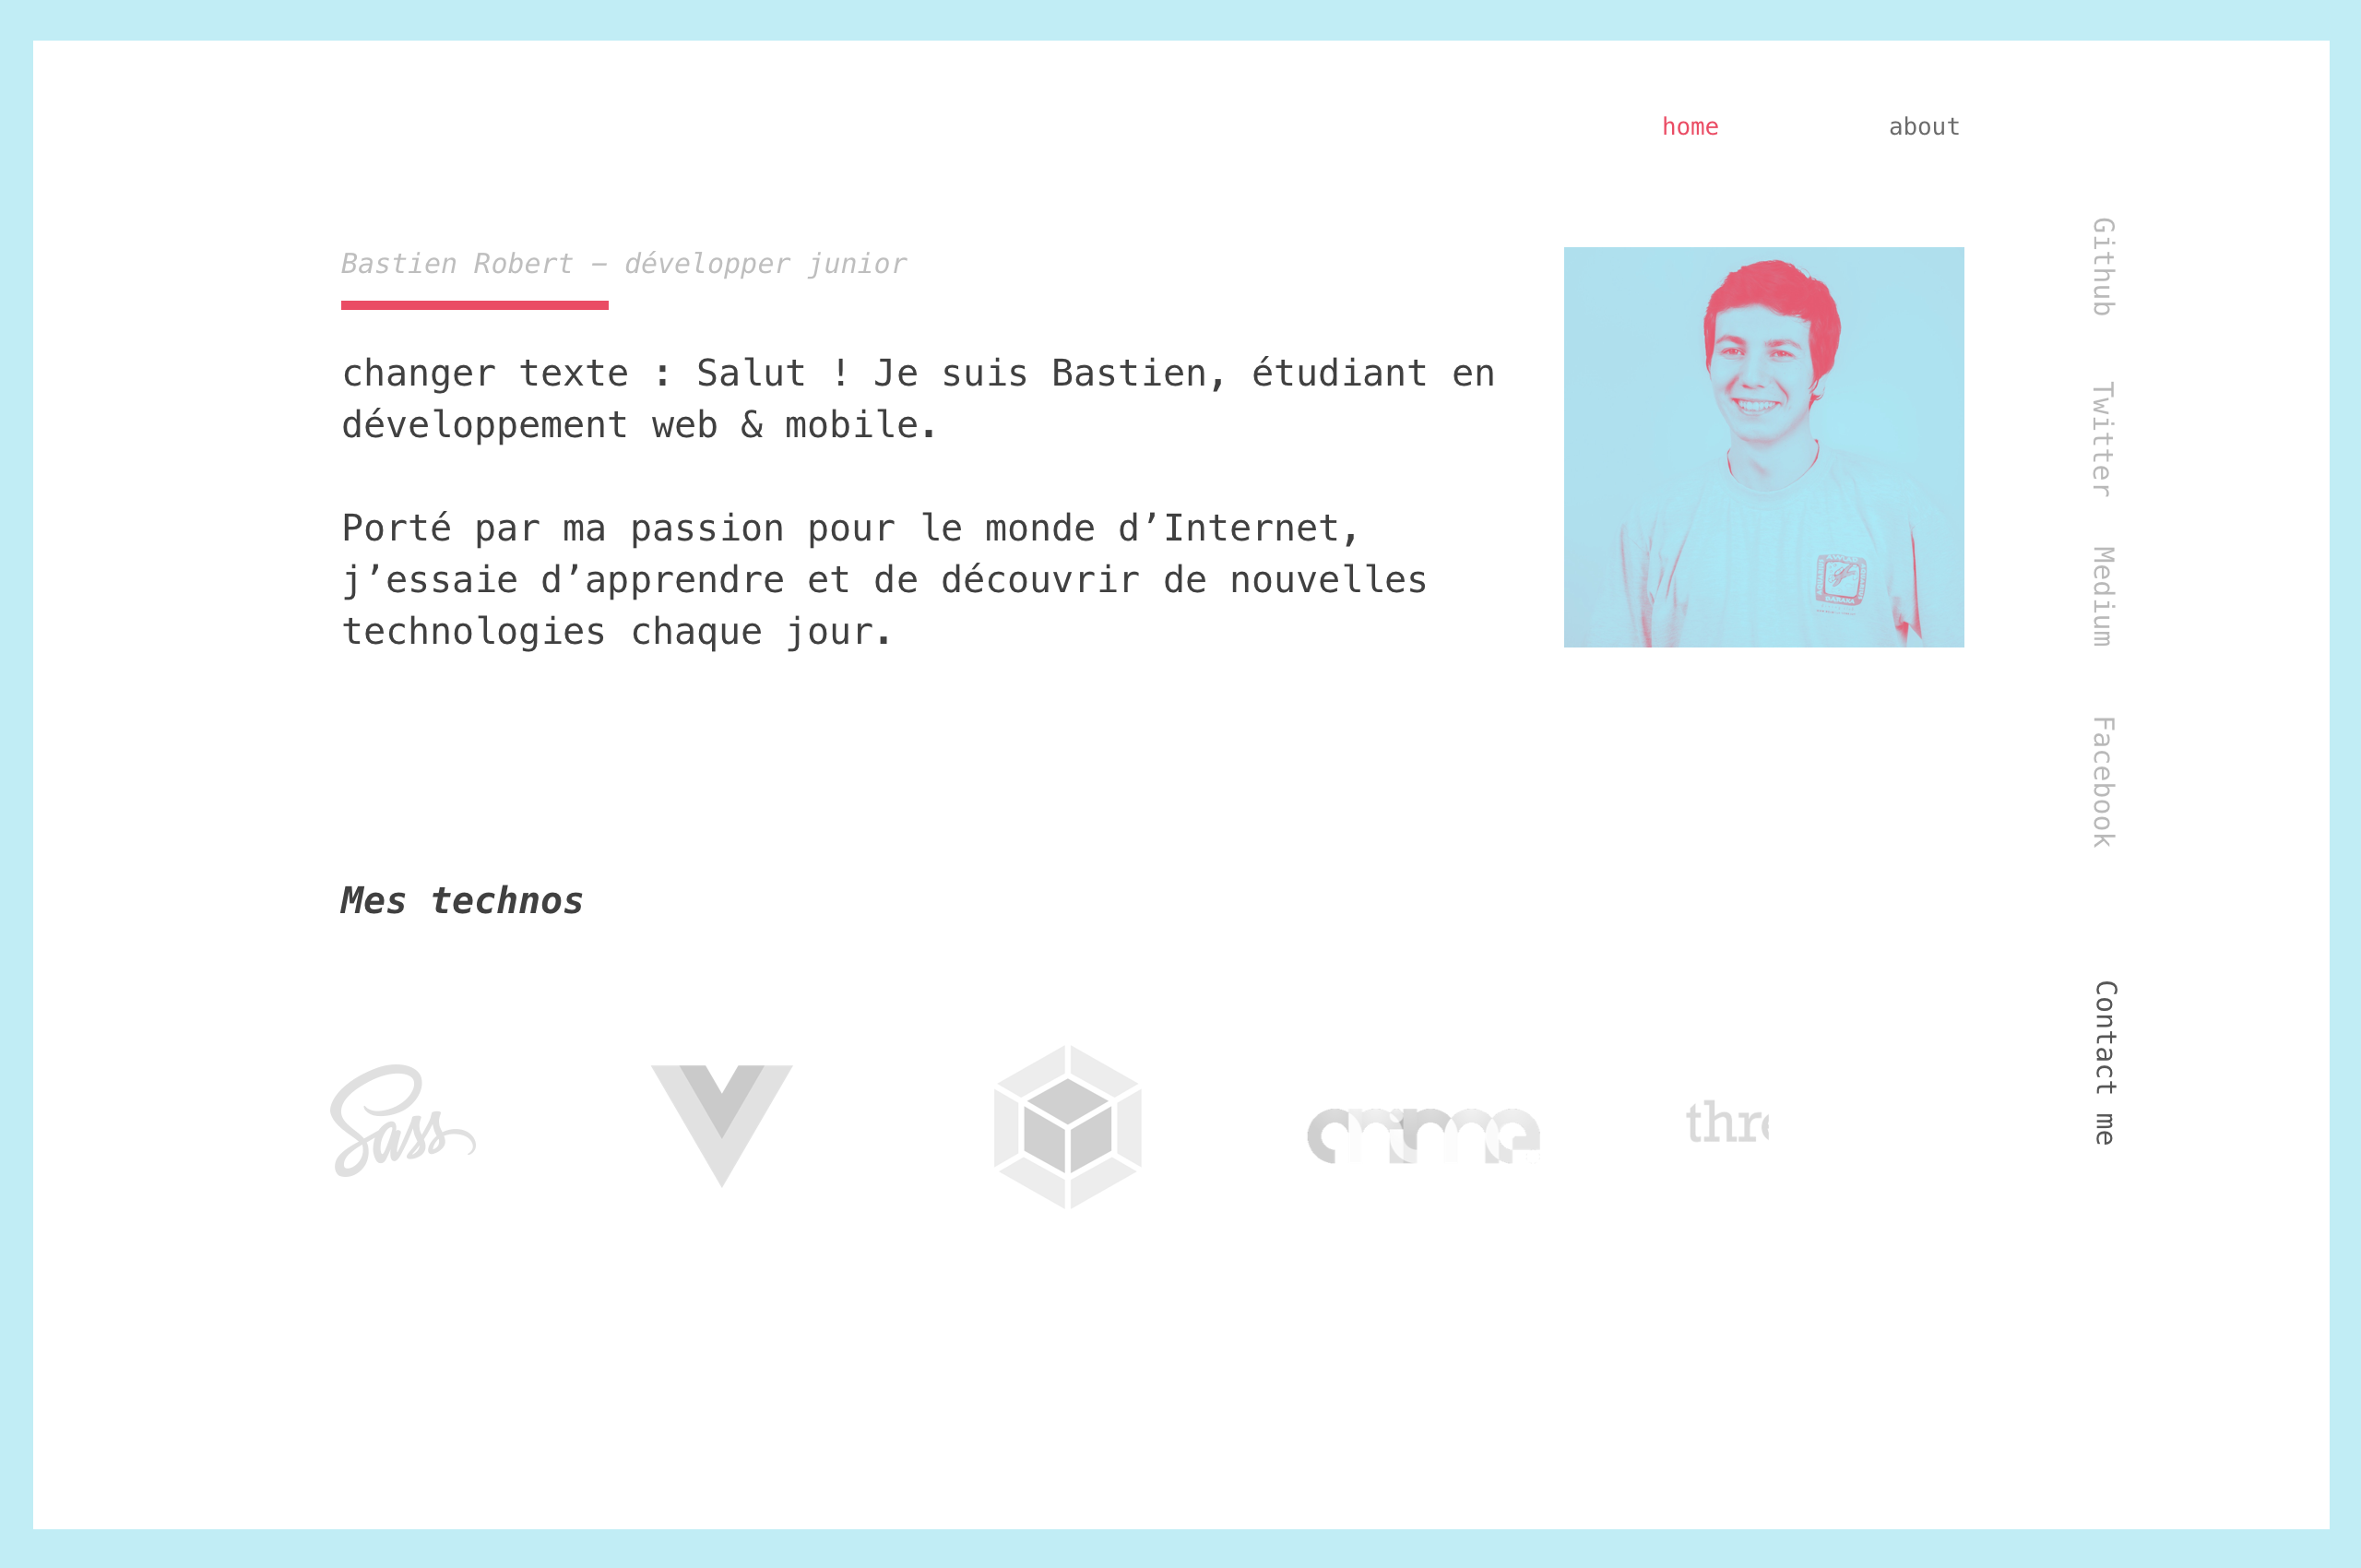 home
about
Bastien Robert – développer junior
changer texte : Salut ! Je suis Bastien, étudiant en
développement web & mobile.
Porté par ma passion pour le monde d’Internet,
j’essaie d’apprendre et de découvrir de nouvelles
technologies chaque jour.
Github
Twitter
Medium
Facebook
Contact me
Mes technos
Sass
anime
thre